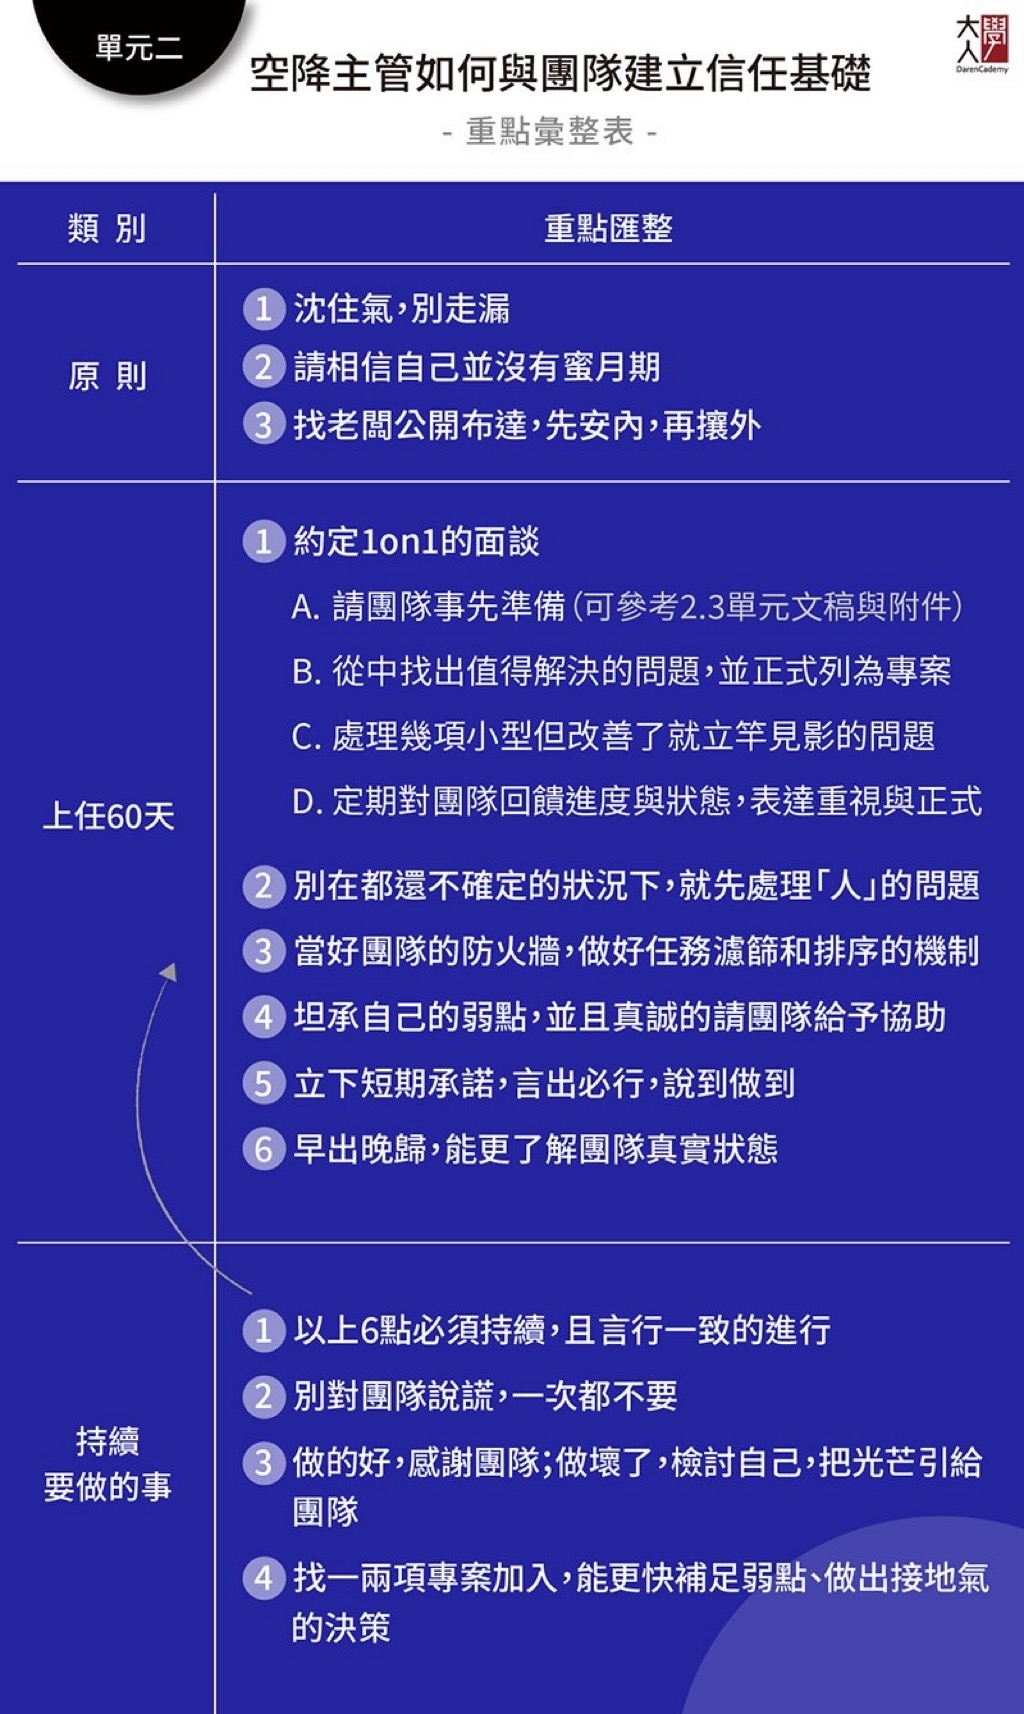 單元二
大人學
DarenCademy
空降主管如何與團隊建立信任基礎
- 重點彙整表 -
類 別
重點匯整
原 則
1 沈住氣，別走漏
2 請相信自己並沒有蜜月期
3 找老闆公開布達，先安內，再攘外
上任60天
1 約定1on1的面談
A. 請團隊事先準備（可參考2.3單元文稿與附件）
B. 從中找出值得解決的問題，並正式列為專案
C. 處理幾項小型但改善了就立竿見影的問題
D. 定期對團隊回饋進度與狀態，表達重視與正式
2 別在都還不確定的狀況下，就先處理「人」的問題
3 當好團隊的防火牆，做好任務濾篩和排序的機制
4 坦承自己的弱點，並且真誠的請團隊給予協助
5 立下短期承諾，言出必行，說到做到
6 早出晚歸，能更了解團隊真實狀態
持續
要做的事
1 以上6點必須持續，且言行一致的進行
2 別對團隊說謊，一次都不要
3 做的好，感謝團隊；做壞了，檢討自己，把光芒引給
團隊
4 找一兩項專案加入，能更快補足弱點、做出接地氣
的決策